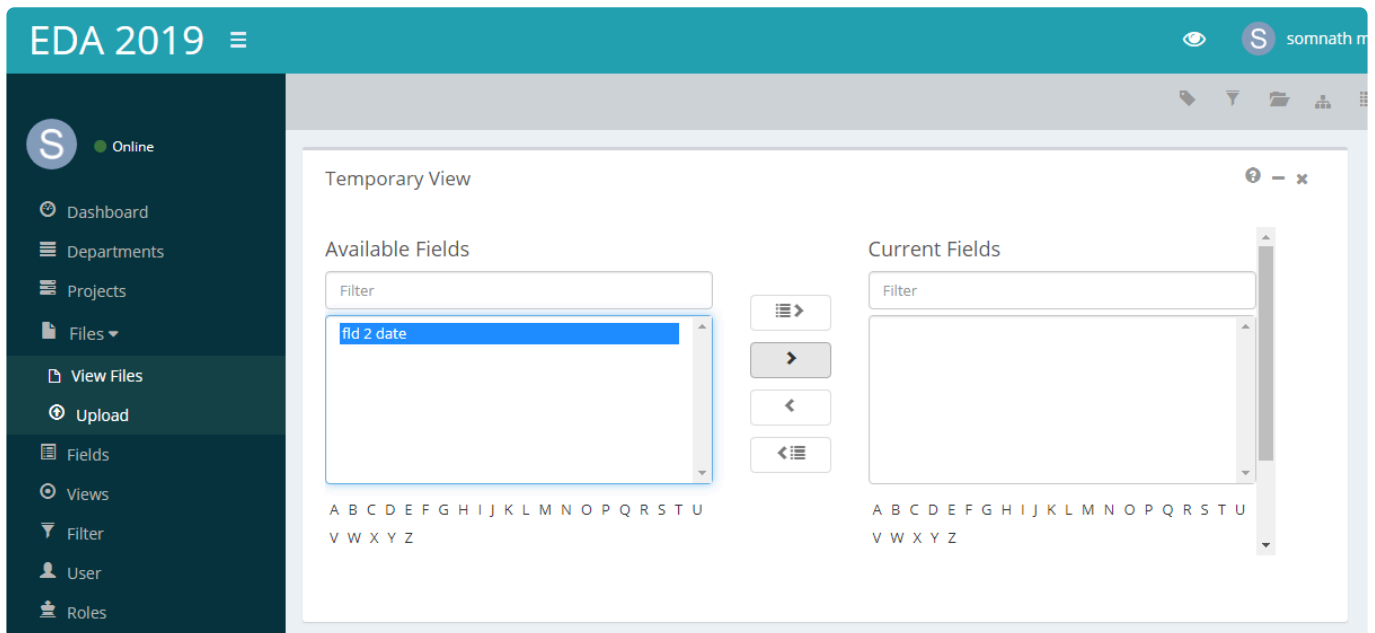 EDA 2019
S somnath m
S Online
Dashboard
Departments
Projects
Files
View Files
Upload
Fields
Views
Filter
User
Roles
Temporary View
Available Fields
Filter
fld 2 date
A B C D E F G H I J K L M N O P Q R S T U
V W X Y Z
Current Fields
Filter
A B C D E F G H I J K L M N O P Q R S T U
V W X Y Z